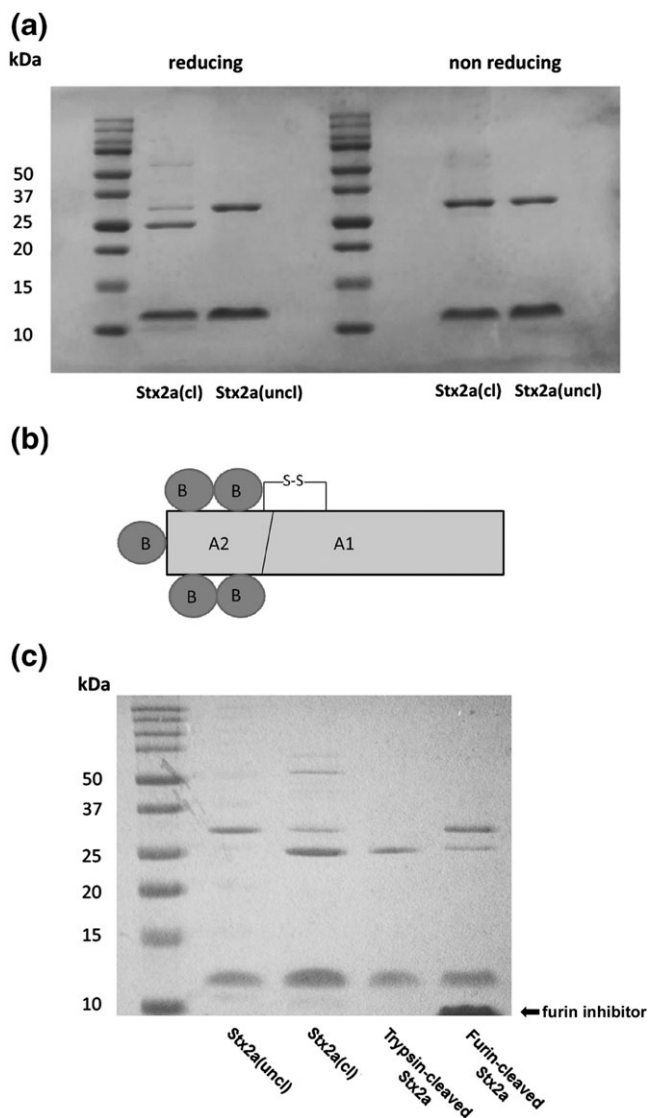 (a)
kDa
reducing
non reducing
50
37
25
20
15
10
Stx2a(cl)
Stx2a(uncl)
Stx2a(cl)
Stx2a(uncl)
(b)
B
B
S-S
B
A2
A1
B
B
(c)
kDa
50
37
25
20
15
10
furin inhibitor
Stx2a(uncl)
Stx2a(cl)
Trypsin-cleaved
Stx2a
Furin-cleaved
Stx2a